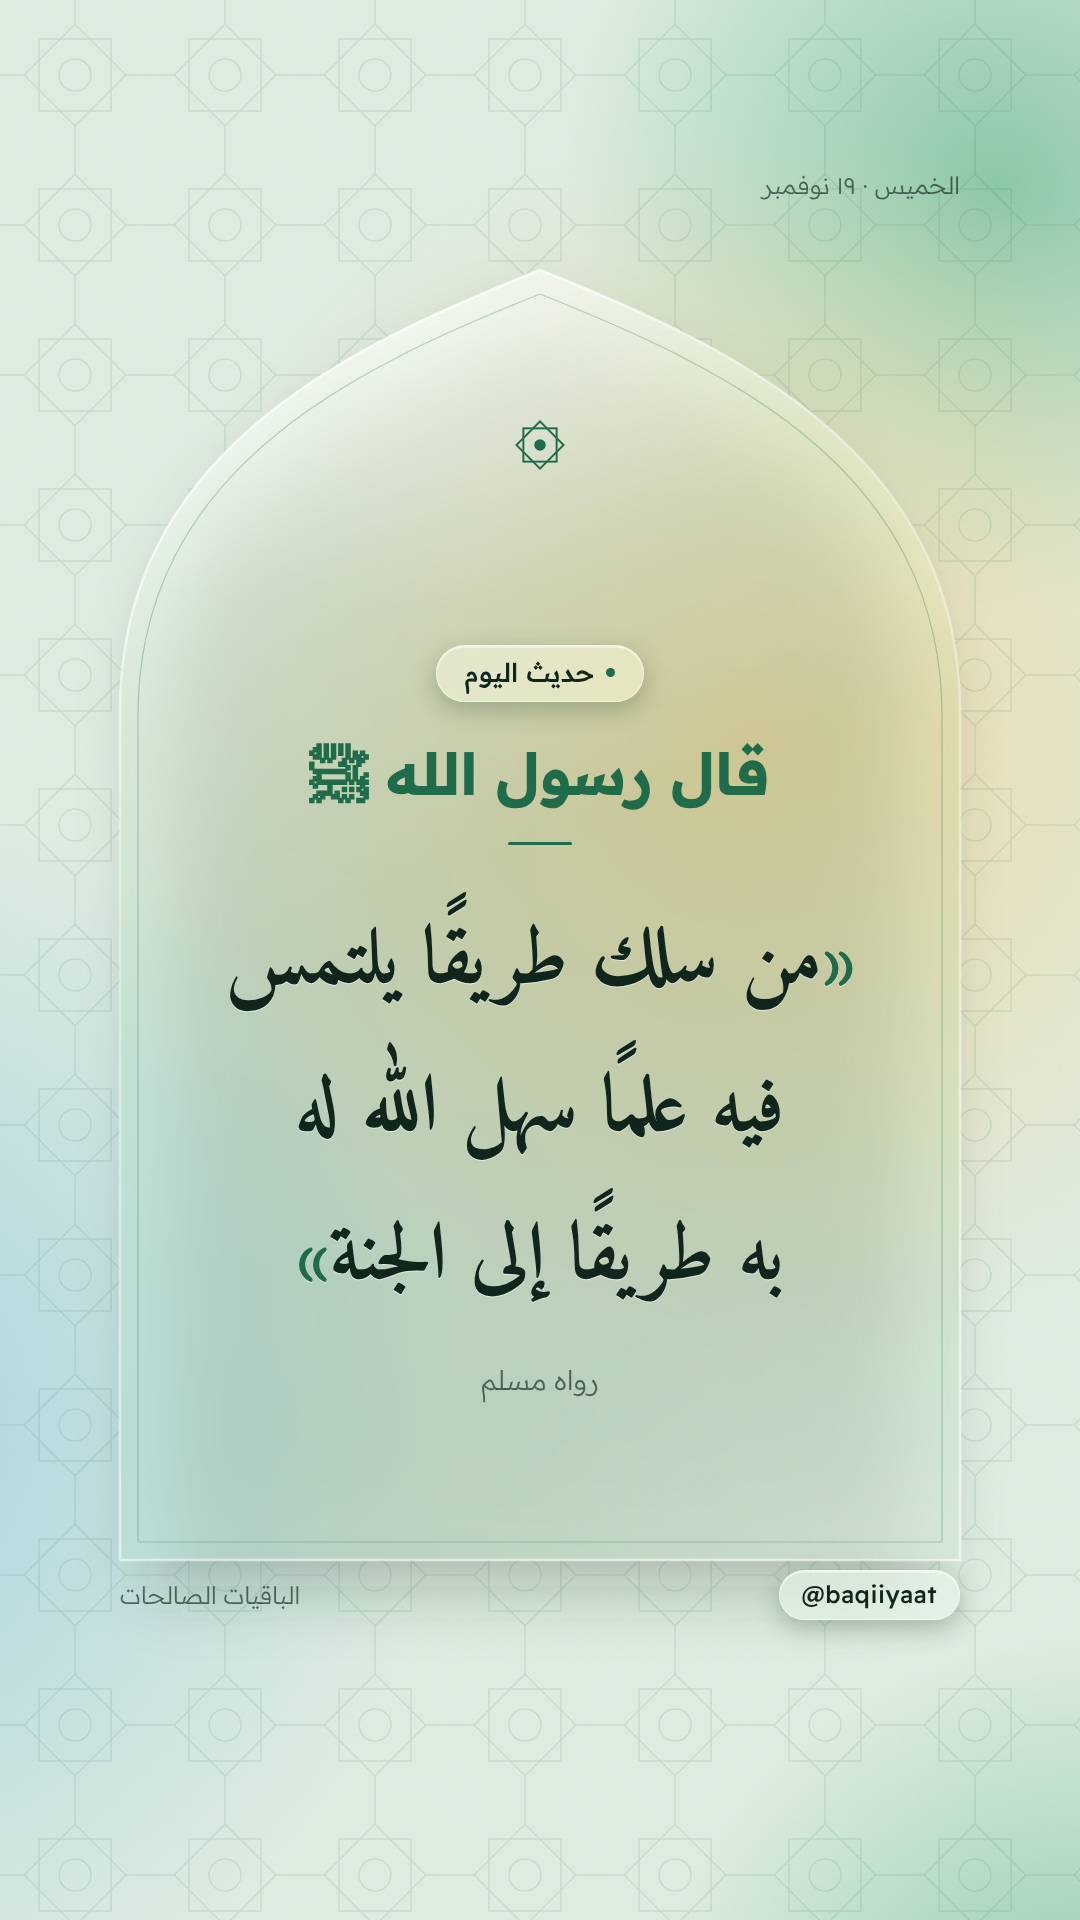 الخميس · ١٩ نوفمبر
حديث اليوم
قال رسول الله ﷺ
«من سلك طريقًا يلتمس
فيه علمًا سهل الله له
به طريقًا إلى الجنة»
رواه مسلم
@baqiiyaat
الباقيات الصالحات